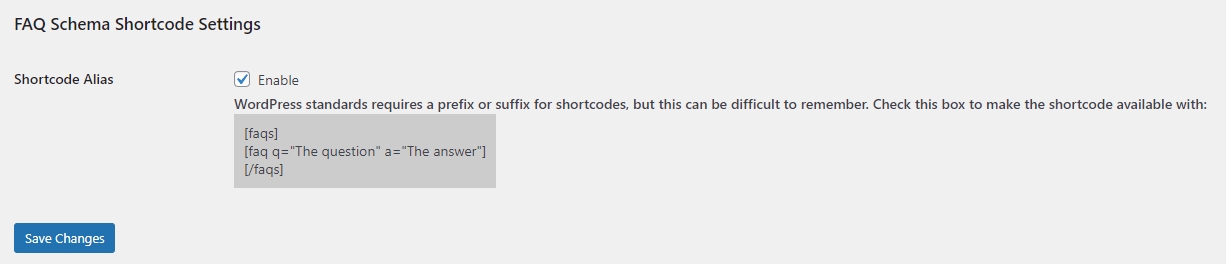 FAQ Schema Shortcode Settings
Shortcode Alias
Enable
WordPress standards requires a prefix or suffix for shortcodes, but this can be difficult to remember. Check this box to make the shortcode available with:
[faqs]
[faq q="The question" a="The answer"]
[/faqs]
Save Changes